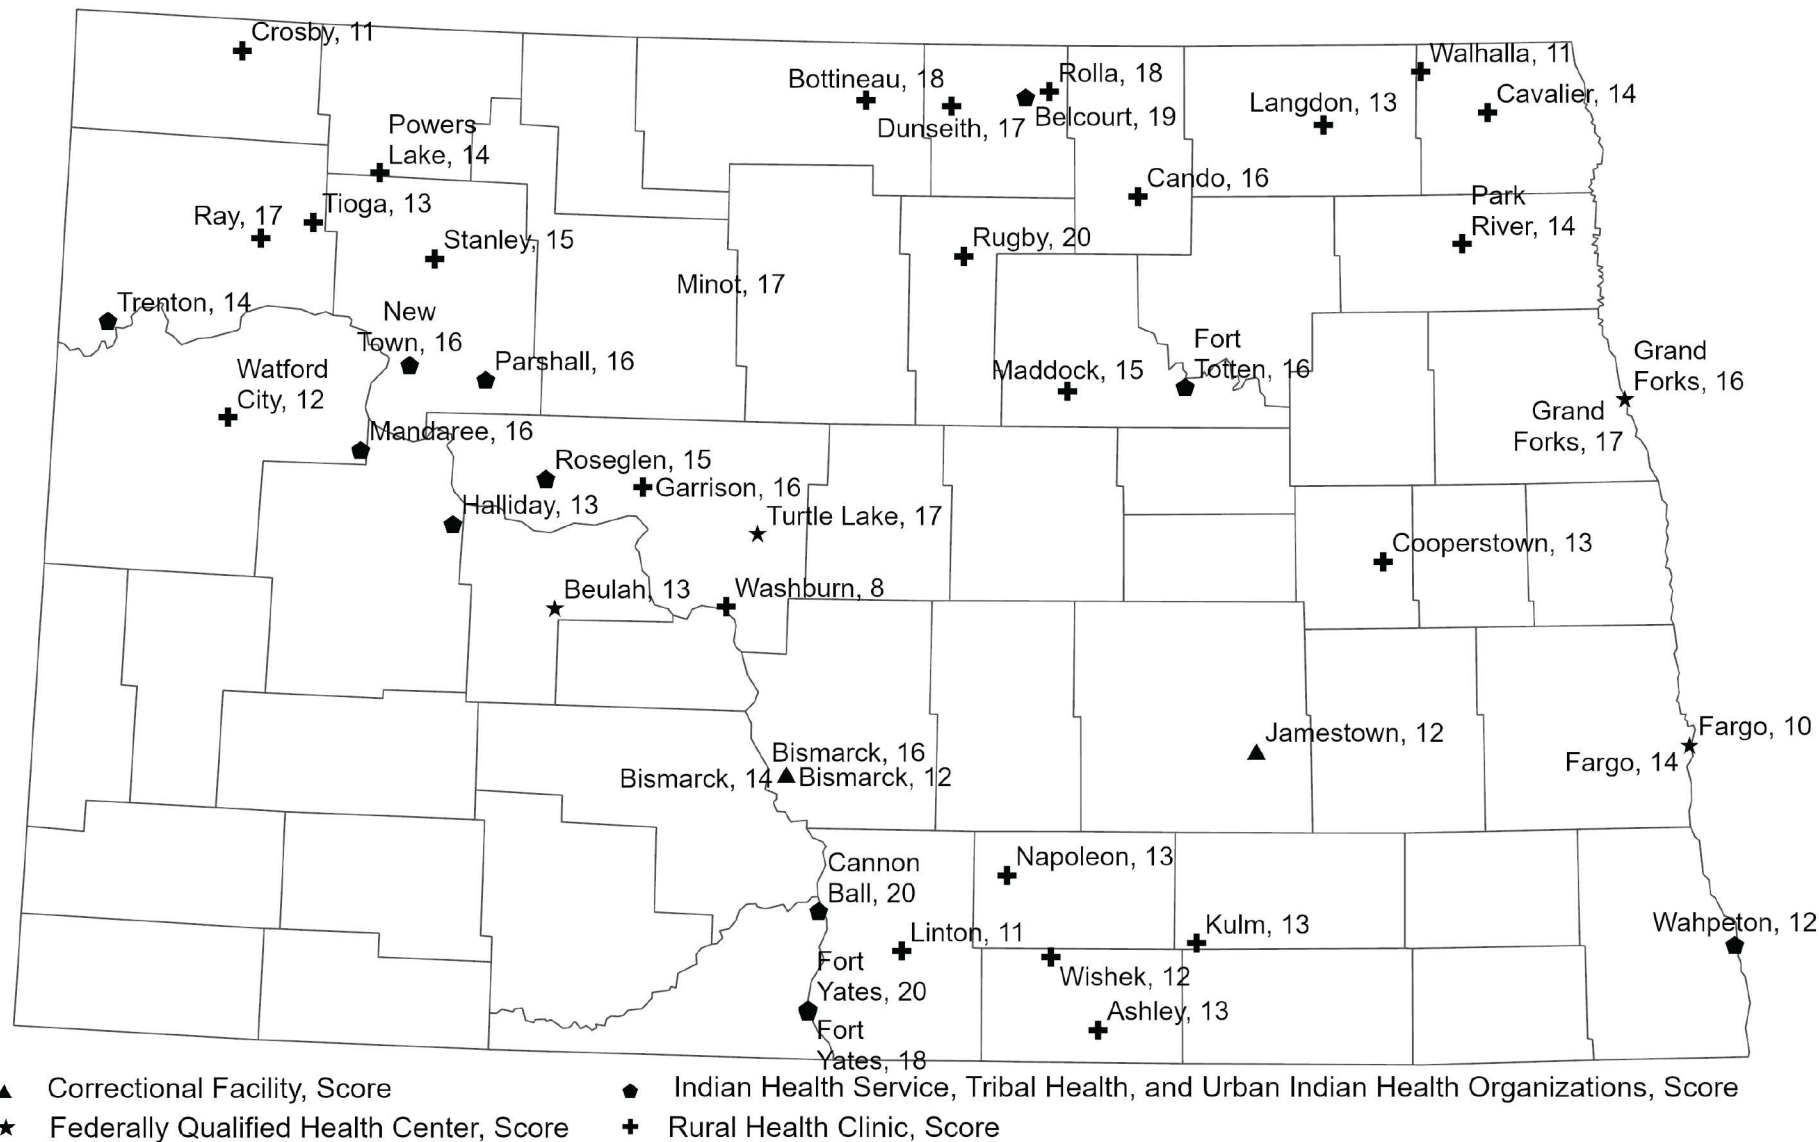 Crosby, 11
Walhalla, 11
Bottineau, 18
Rolla, 18
Cavalier, 14
Langdon, 13
Belcourt, 19
Dunseith, 17
Powers
Lake, 14
Cando, 16
Park
River, 14
Tioga, 13
Ray, 17
Stanley, 15
Rugby, 20
Minot, 17
Trenton, 14
New
Town, 16
Fort
Totten, 16
Grand
Forks, 16
Parshall, 16
Maddock, 15
Watford
City, 12
Grand
Forks, 17
Mandaree, 16
Roseglen, 15
Garrison, 16
Halliday, 13
Turtle Lake, 17
Cooperstown, 13
Beulah, 13
Washburn, 8
Fargo, 10
Jamestown, 12
Bismarck, 16
Fargo, 14
Bismarck, 14
Bismarck, 12
Cannon
Ball, 20
Napoleon, 13
Linton, 11
Kulm, 13
Wahpeton, 12
Fort
Yates, 20
Wishek, 12
Ashley, 13
Fort
Yates, 18
Correctional Facility, Score
Indian Health Service, Tribal Health, and Urban Indian Health Organizations, Score
Federally Qualified Health Center, Score
Rural Health Clinic, Score